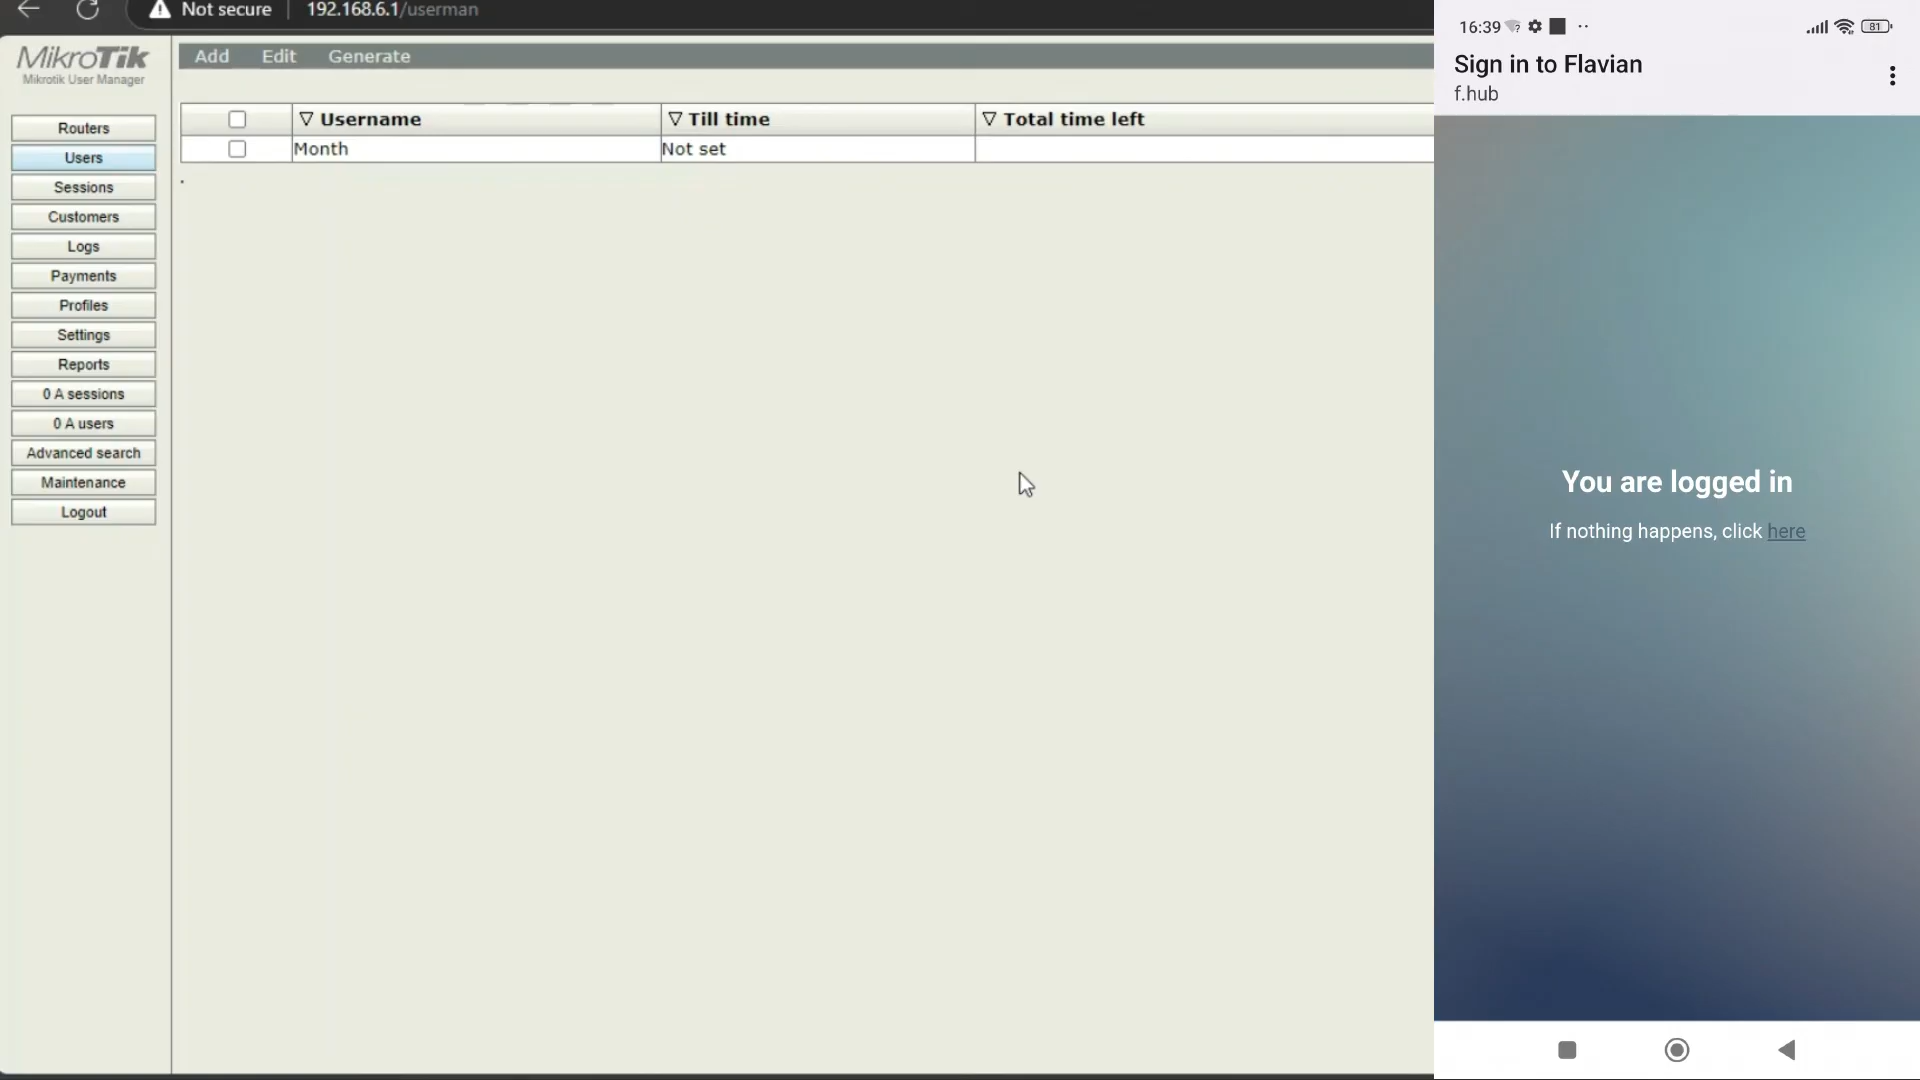 Not secure | 192.168.6.1/userman
MikroTik
Mikrotik User Manager
Routers
Users
Sessions
Customers
Logs
Payments
Profiles
Settings
Reports
0 A sessions
0 A users
Advanced search
Maintenance
Logout
Add Edit Generate
▽ Username ▽ Till time ▽ Total time left
Month Not set
16:39 81
Sign in to Flavian
f.hub
You are logged in
If nothing happens, click here